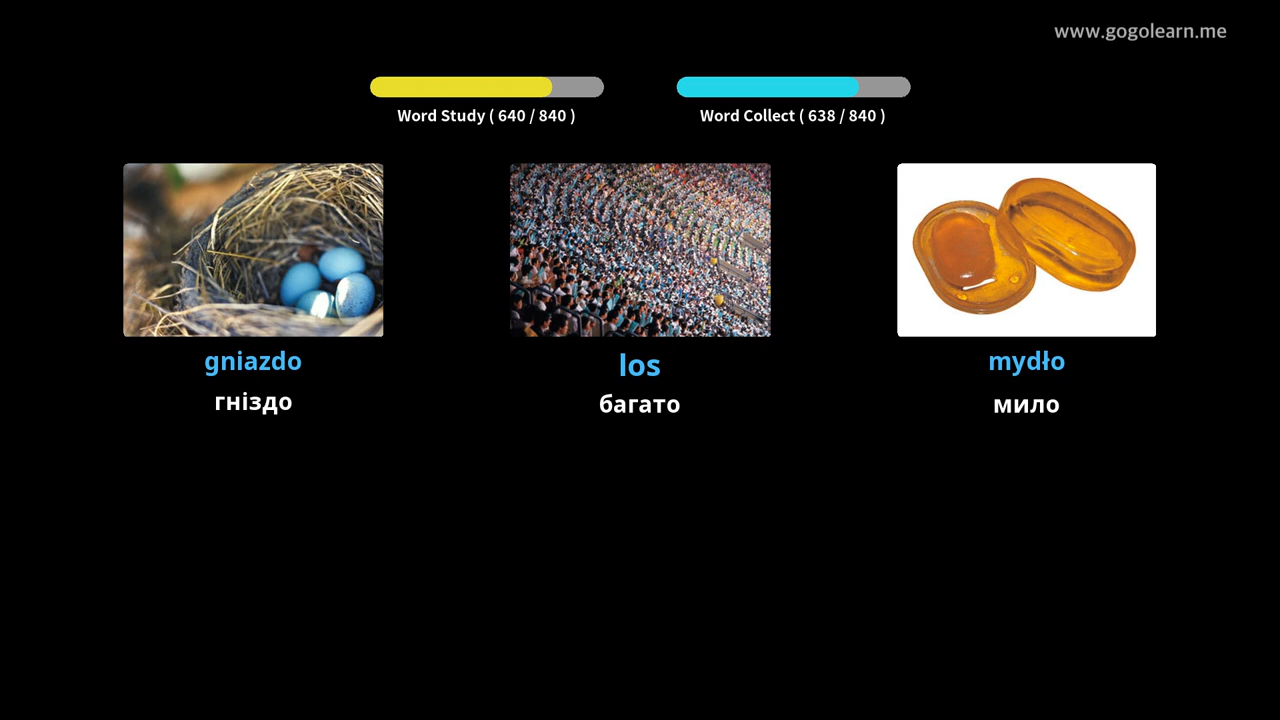 www.gogolearn.me
Word Study ( 640 / 840 )
Word Collect ( 638 / 840 )
gniazdo
los
mydło
гніздо
багато
мило